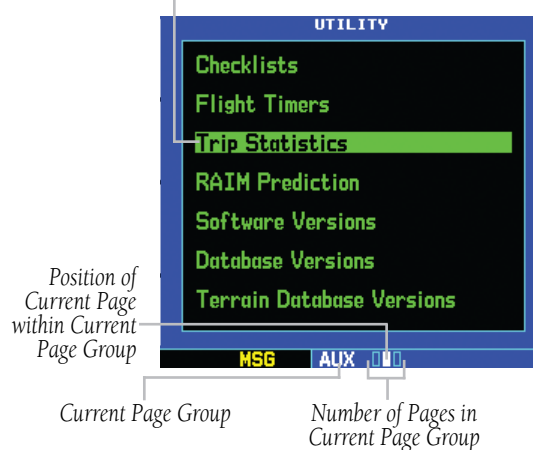 UTILITY
Checklists
Flight Timers
Trip Statistics
RAIM Prediction
Software Versions
Database Versions
Terrain Database Versions
Position of
Current Page
within Current
Page Group
MSG AUX
Current Page Group
Number of Pages in
Current Page Group